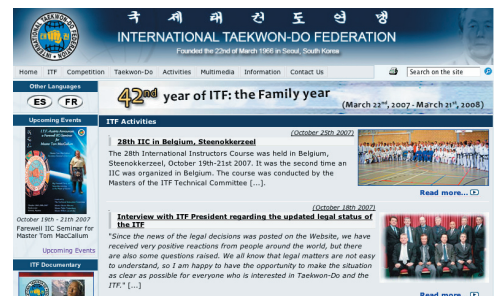 INTERNATIONAL TAEKWON-DO FEDERATION
Founded the 22nd of March 1966 in Seoul, South Korea
Home ITF Competition Taekwon-Do Activities Multimedia Information Contact Us
Search on the site
Other Languages
ES FR
42nd year of ITF: the Family year
(March 22nd, 2007 - March 21st, 2008)
Upcoming Events
October 19th - 21th 2007
Farewell IIC Seminar for
Master Tom MacCallum
Upcoming Events
ITF Documentary
ITF Activities
(October 25th 2007)
28th IIC in Belgium, Steenokkerzeel
The 28th International Instructors Course was held in Belgium,
Steenokkerzeel, October 19th-21st 2007. It was the second time an
IIC was organized in Belgium. The course was conducted by the
Masters of the ITF Technical Committee [...].
Read more...
(October 18th 2007)
Interview with ITF President regarding the updated legal status of
the ITF
"Since the news of the legal decisions was posted on the Website, we have
received very positive reactions from people around the world, but there
are also some questions raised. We all know that legal matters are not easy
to understand, so I am happy to have the opportunity to make the situation
as clear as possible for everyone who is interested in Taekwon-Do and the
ITF." [...]
Read more...